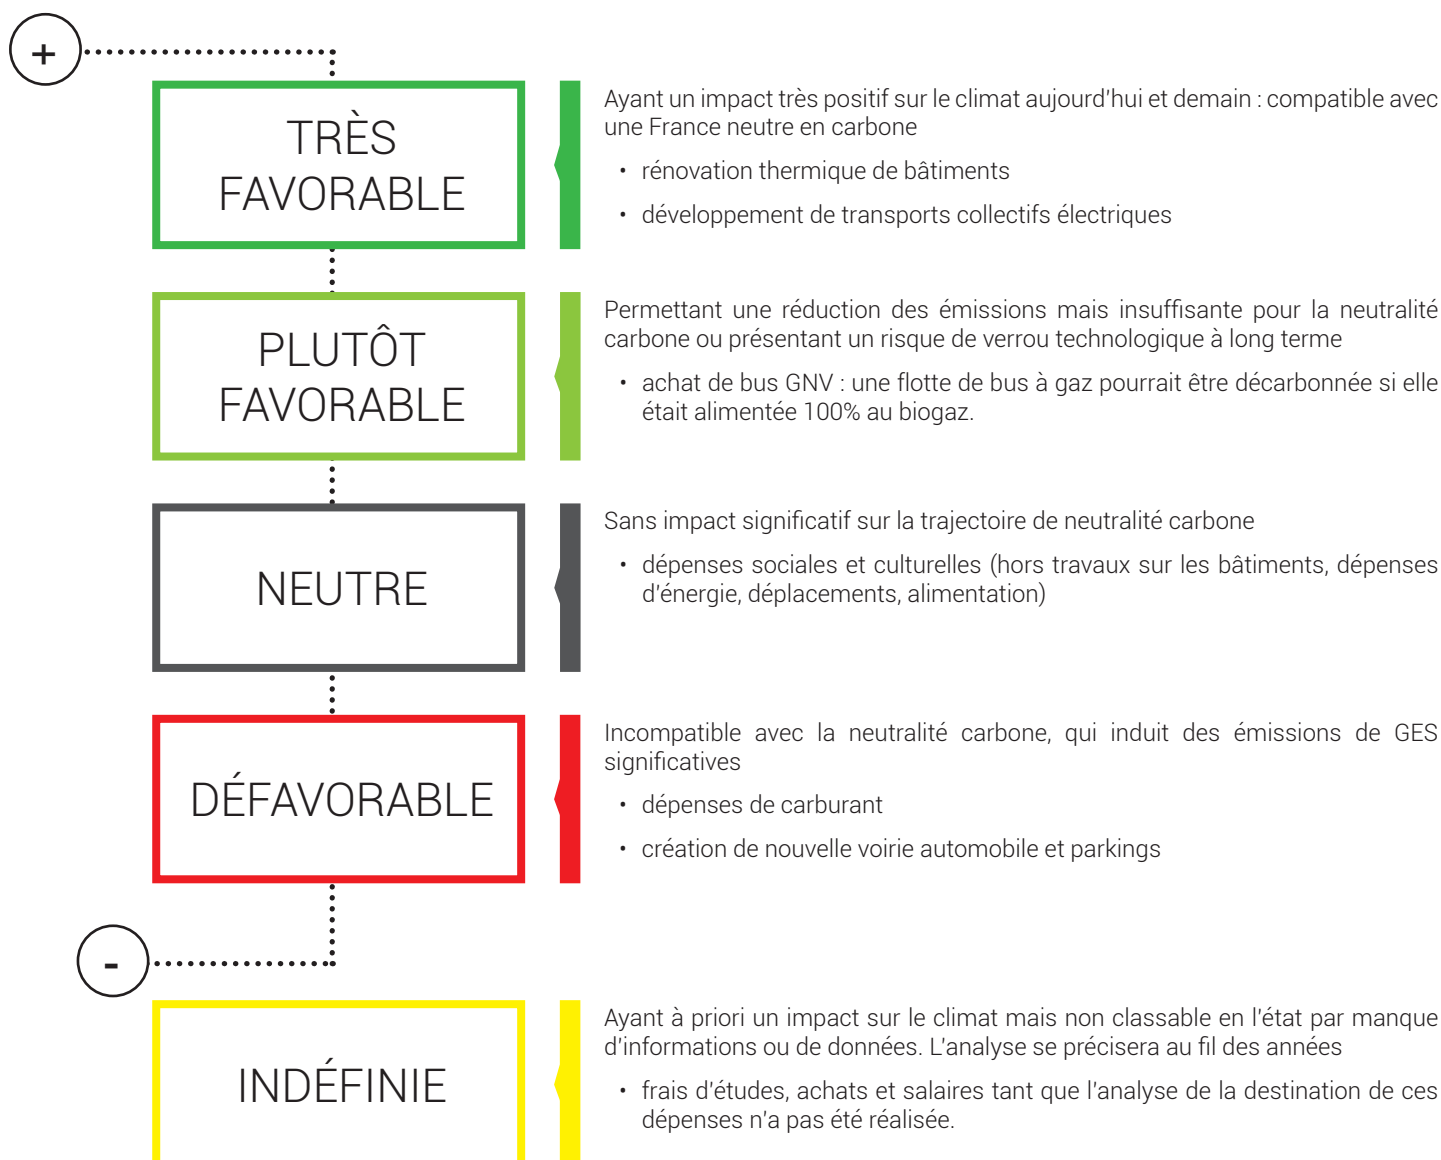 +
TRÈS
FAVORABLE
Ayant un impact très positif sur le climat aujourd'hui et demain : compatible avec
une France neutre en carbone
• rénovation thermique de bâtiments
• développement de transports collectifs électriques
PLUTÔT
FAVORABLE
Permettant une réduction des émissions mais insuffisante pour la neutralité
carbone ou présentant un risque de verrou technologique à long terme
• achat de bus GNV : une flotte de bus à gaz pourrait être décarbonnée si elle
était alimentée 100% au biogaz.
NEUTRE
Sans impact significatif sur la trajectoire de neutralité carbone
• dépenses sociales et culturelles (hors travaux sur les bâtiments, dépenses
d'énergie, déplacements, alimentation)
DÉFAVORABLE
Incompatible avec la neutralité carbone, qui induit des émissions de GES
significatives
• dépenses de carburant
• création de nouvelle voirie automobile et parkings
-
INDÉFINIE
Ayant à priori un impact sur le climat mais non classable en l'état par manque
d'informations ou de données. L'analyse se précisera au fil des années
• frais d'études, achats et salaires tant que l'analyse de la destination de ces
dépenses n'a pas été réalisée.